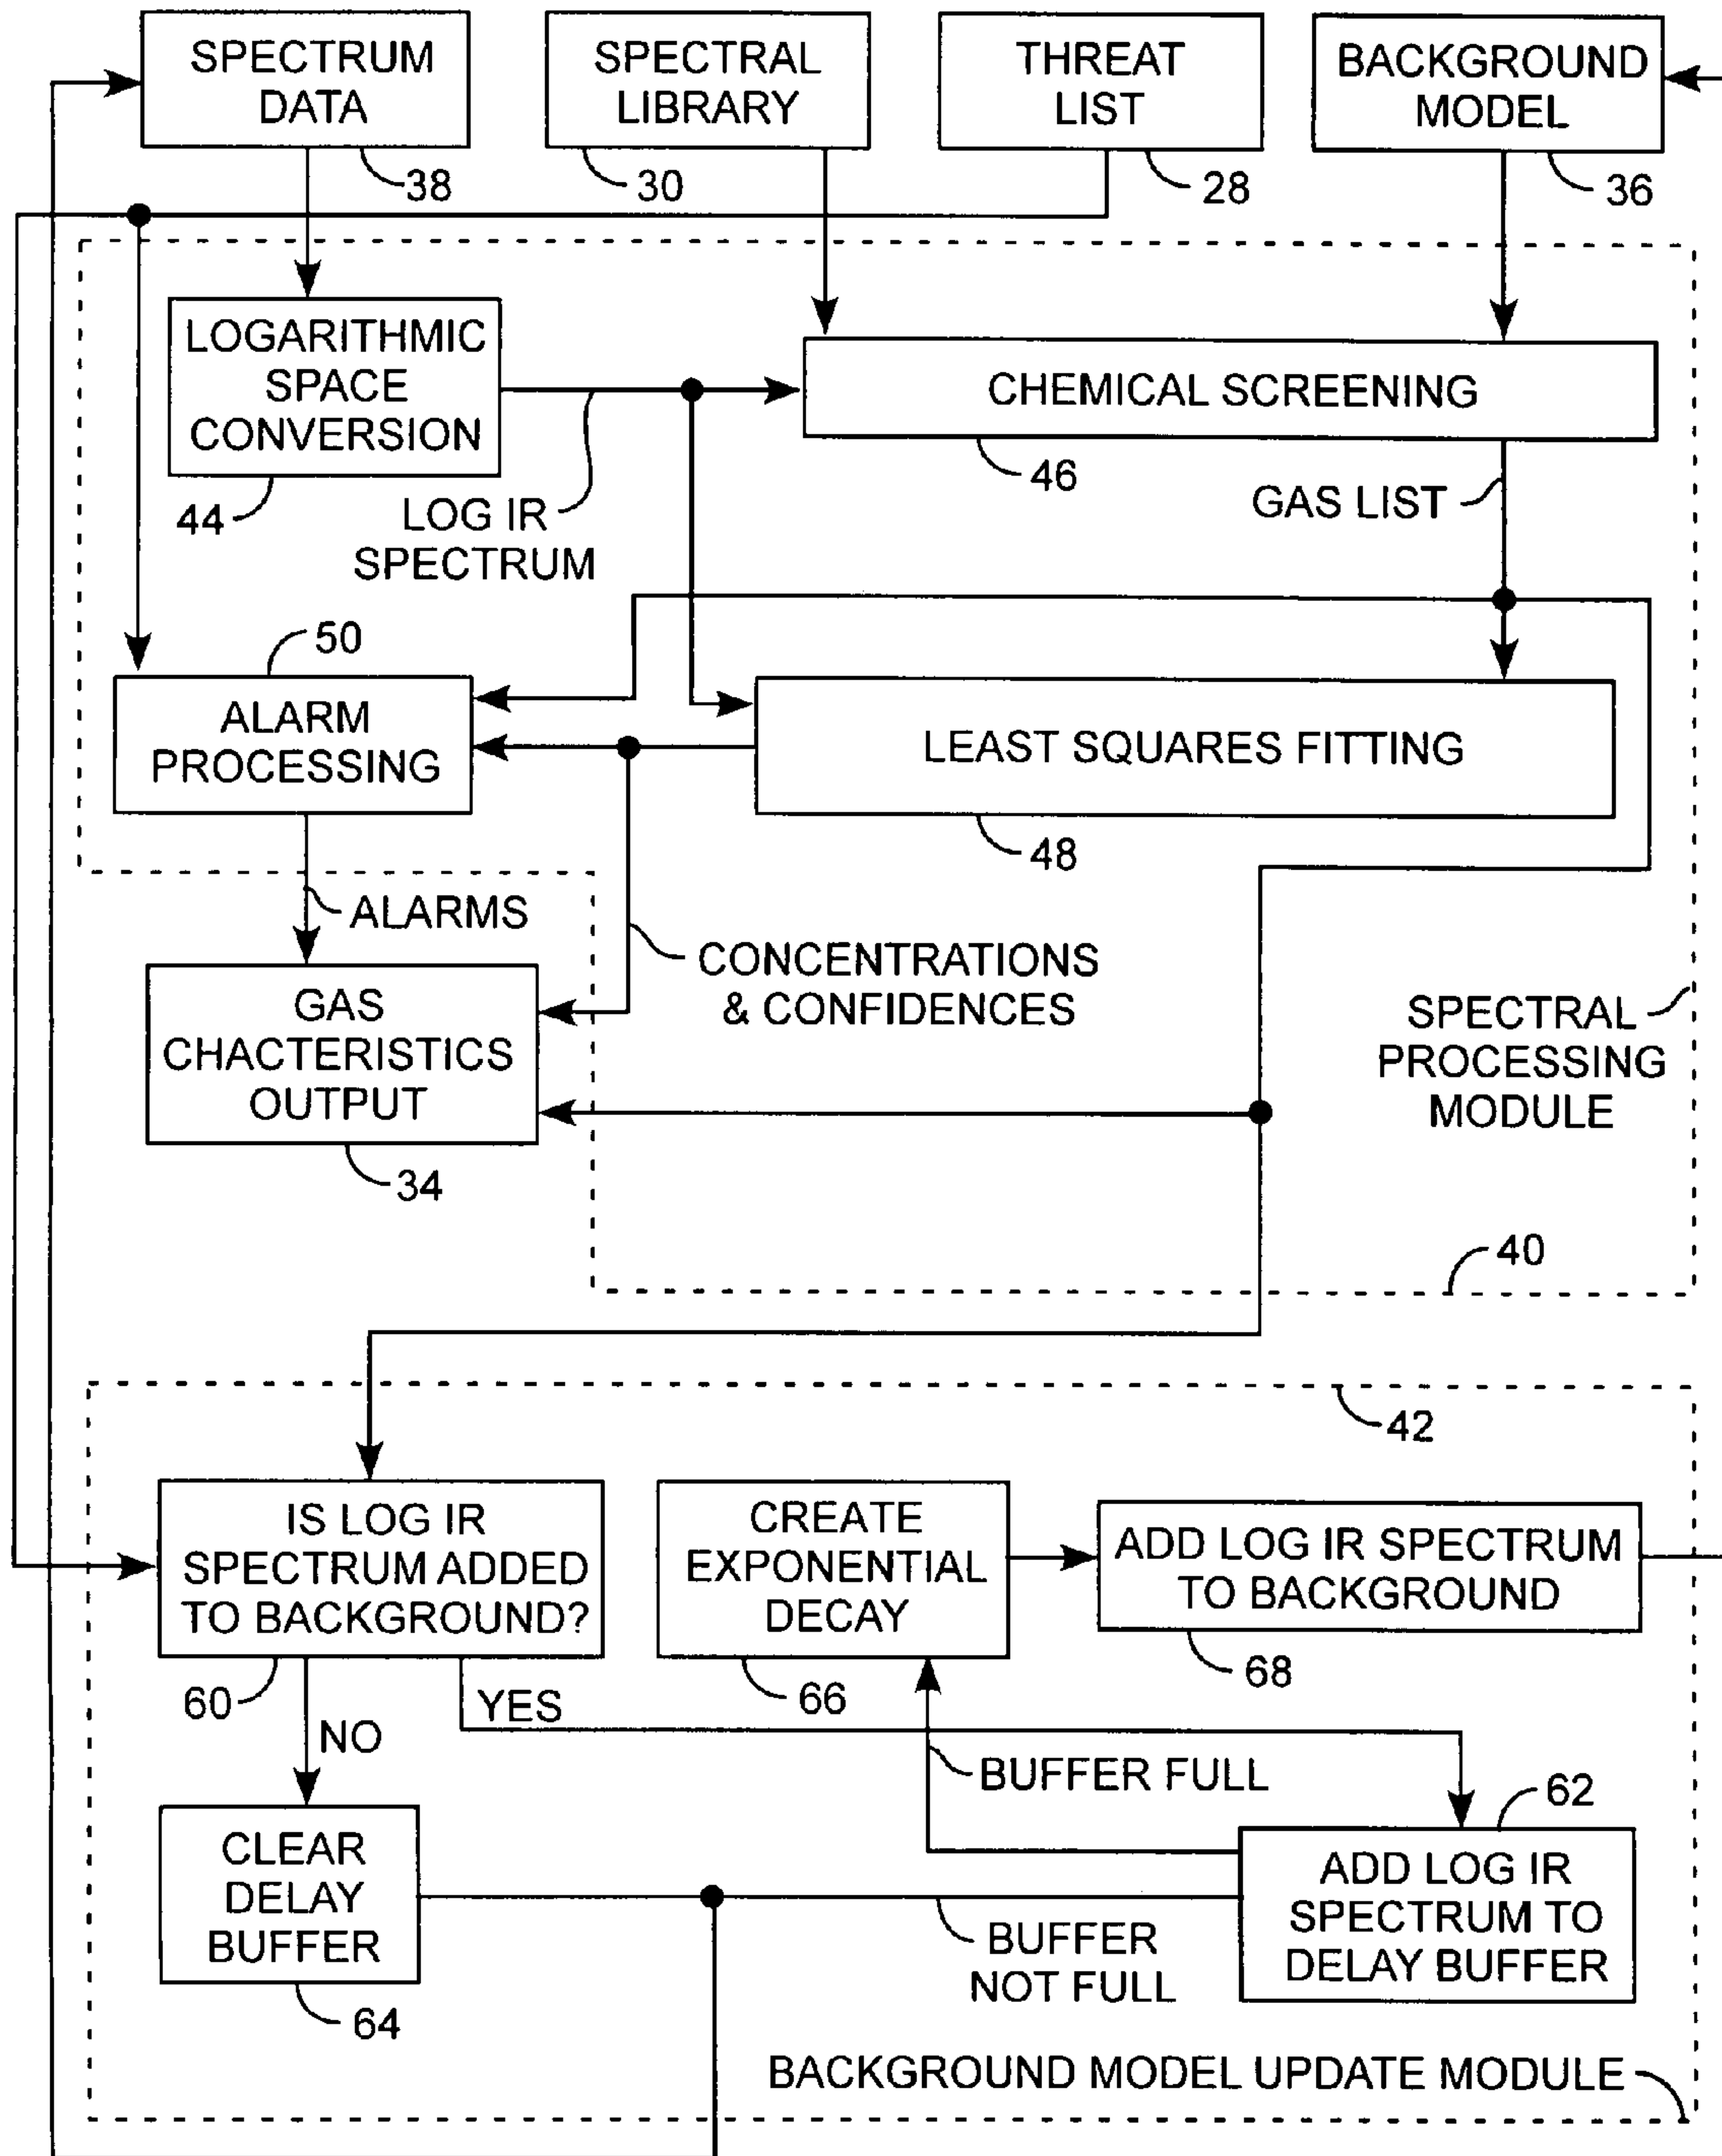 SPECTRUM
DATA
38
SPECTRAL
LIBRARY
30
THREAT
LIST
28
BACKGROUND
MODEL
36
LOGARITHMIC
SPACE
CONVERSION
44
LOG IR
SPECTRUM
CHEMICAL SCREENING
46
GAS LIST
50
ALARM
PROCESSING
LEAST SQUARES FITTING
48
ALARMS
CONCENTRATIONS
& CONFIDENCES
GAS
CHACTERISTICS
OUTPUT
34
SPECTRAL
PROCESSING
MODULE
40
42
IS LOG IR
SPECTRUM ADDED
TO BACKGROUND?
60
CREATE
EXPONENTIAL
DECAY
66
ADD LOG IR SPECTRUM
TO BACKGROUND
68
NO
YES
BUFFER FULL
62
CLEAR
DELAY
BUFFER
64
BUFFER
NOT FULL
ADD LOG IR
SPECTRUM TO
DELAY BUFFER
BACKGROUND MODEL UPDATE MODULE